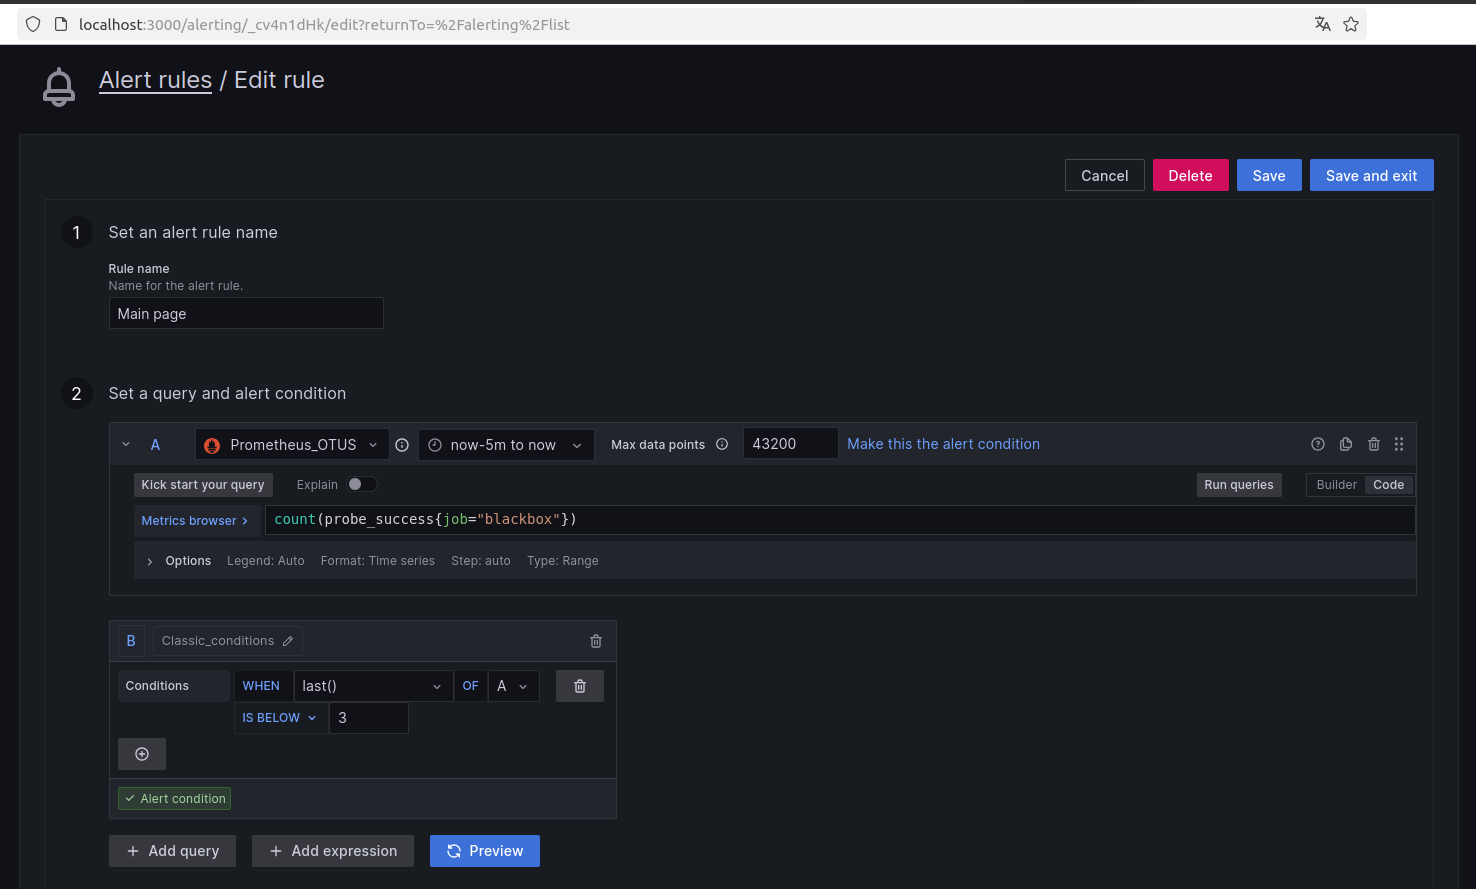 localhost:3000/alerting/_cv4n1dHk/edit?returnTo=%2Falerting%2Flist
Alert rules / Edit rule
Cancel Delete Save Save and exit
1 Set an alert rule name
Rule name
Name for the alert rule.
Main page
2 Set a query and alert condition
A Prometheus_OTUS now-5m to now Max data points 43200 Make this the alert condition
Kick start your query Explain Run queries Builder Code
Metrics browser > count(probe_success{job="blackbox"})
> Options Legend: Auto Format: Time series Step: auto Type: Range
B Classic_conditions
Conditions WHEN last() OF A
IS BELOW 3
Alert condition
+ Add query + Add expression Preview